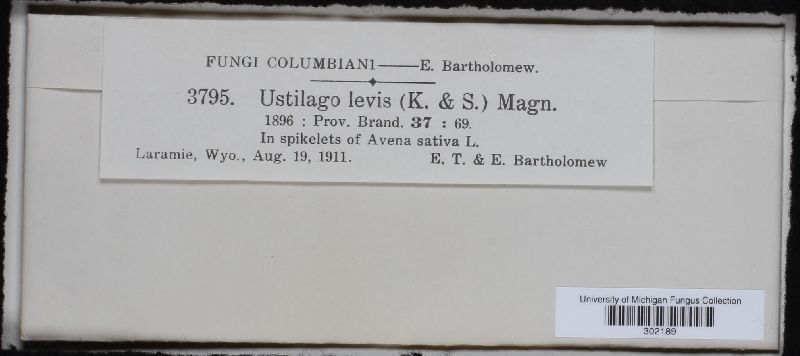 FUNGI COLUMBIANI——E. Bartholomew.
3795. Ustilago levis (K. & S.) Magn.
1896 : Prov. Brand. 37 : 69.
In spikelets of Avena sativa L.
Laramie, Wyo., Aug. 19, 1911. E. T. & E. Bartholomew
University of Michigan Fungus Collection
302189